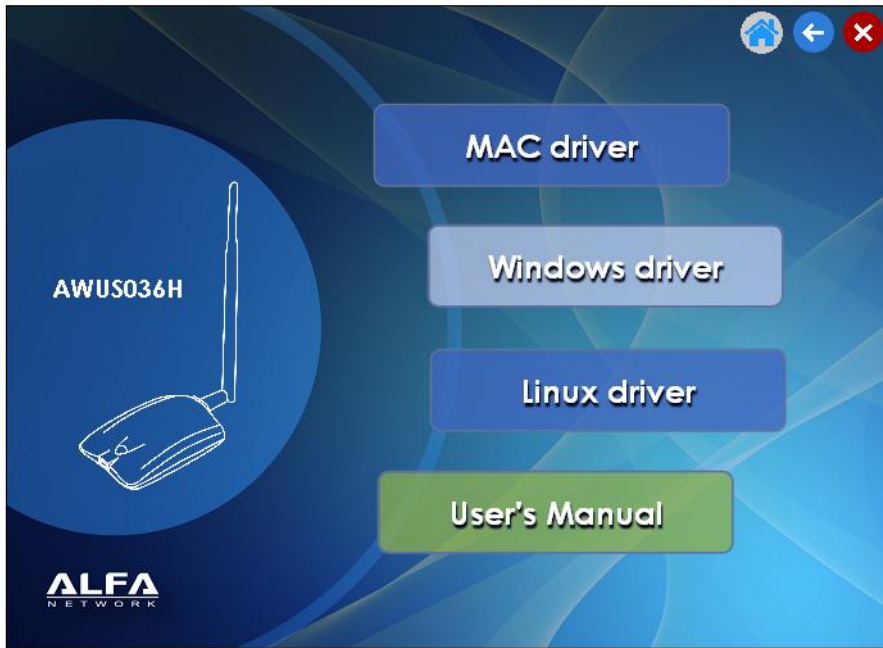 MAC driver
Windows driver
AWUS036H
Linux driver
User's Manual
ALFA
NETWORK